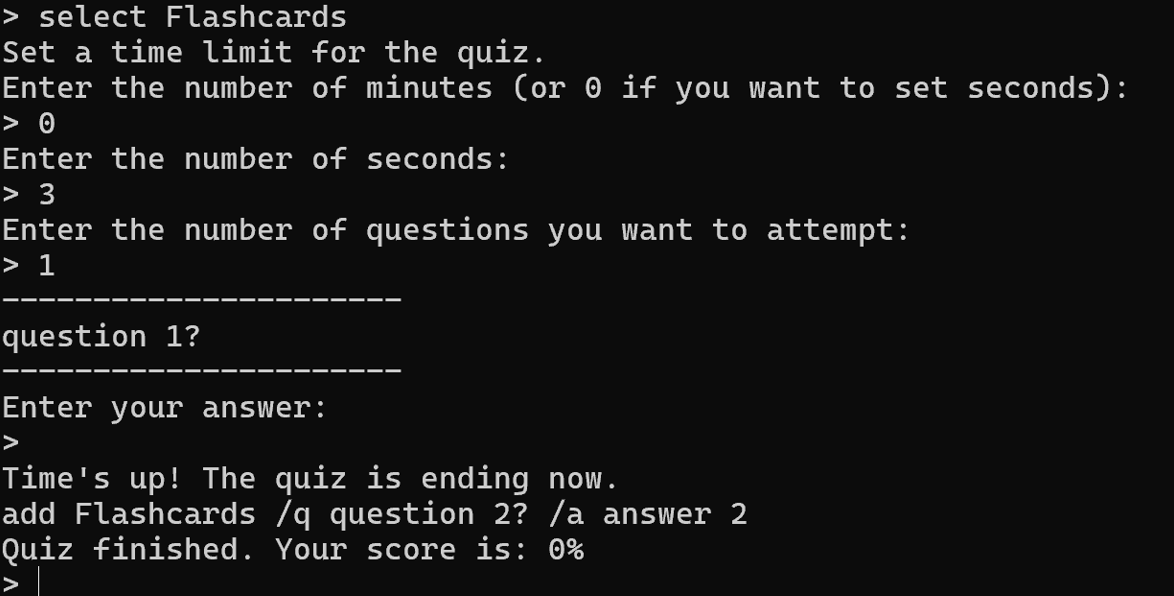 > select Flashcards
Set a time limit for the quiz.
Enter the number of minutes (or 0 if you want to set seconds):
> 0
Enter the number of seconds:
> 3
Enter the number of questions you want to attempt:
> 1
----------------------
question 1?
----------------------
Enter your answer:
>
Time's up! The quiz is ending now.
add Flashcards /q question 2? /a answer 2
Quiz finished. Your score is: 0%
>